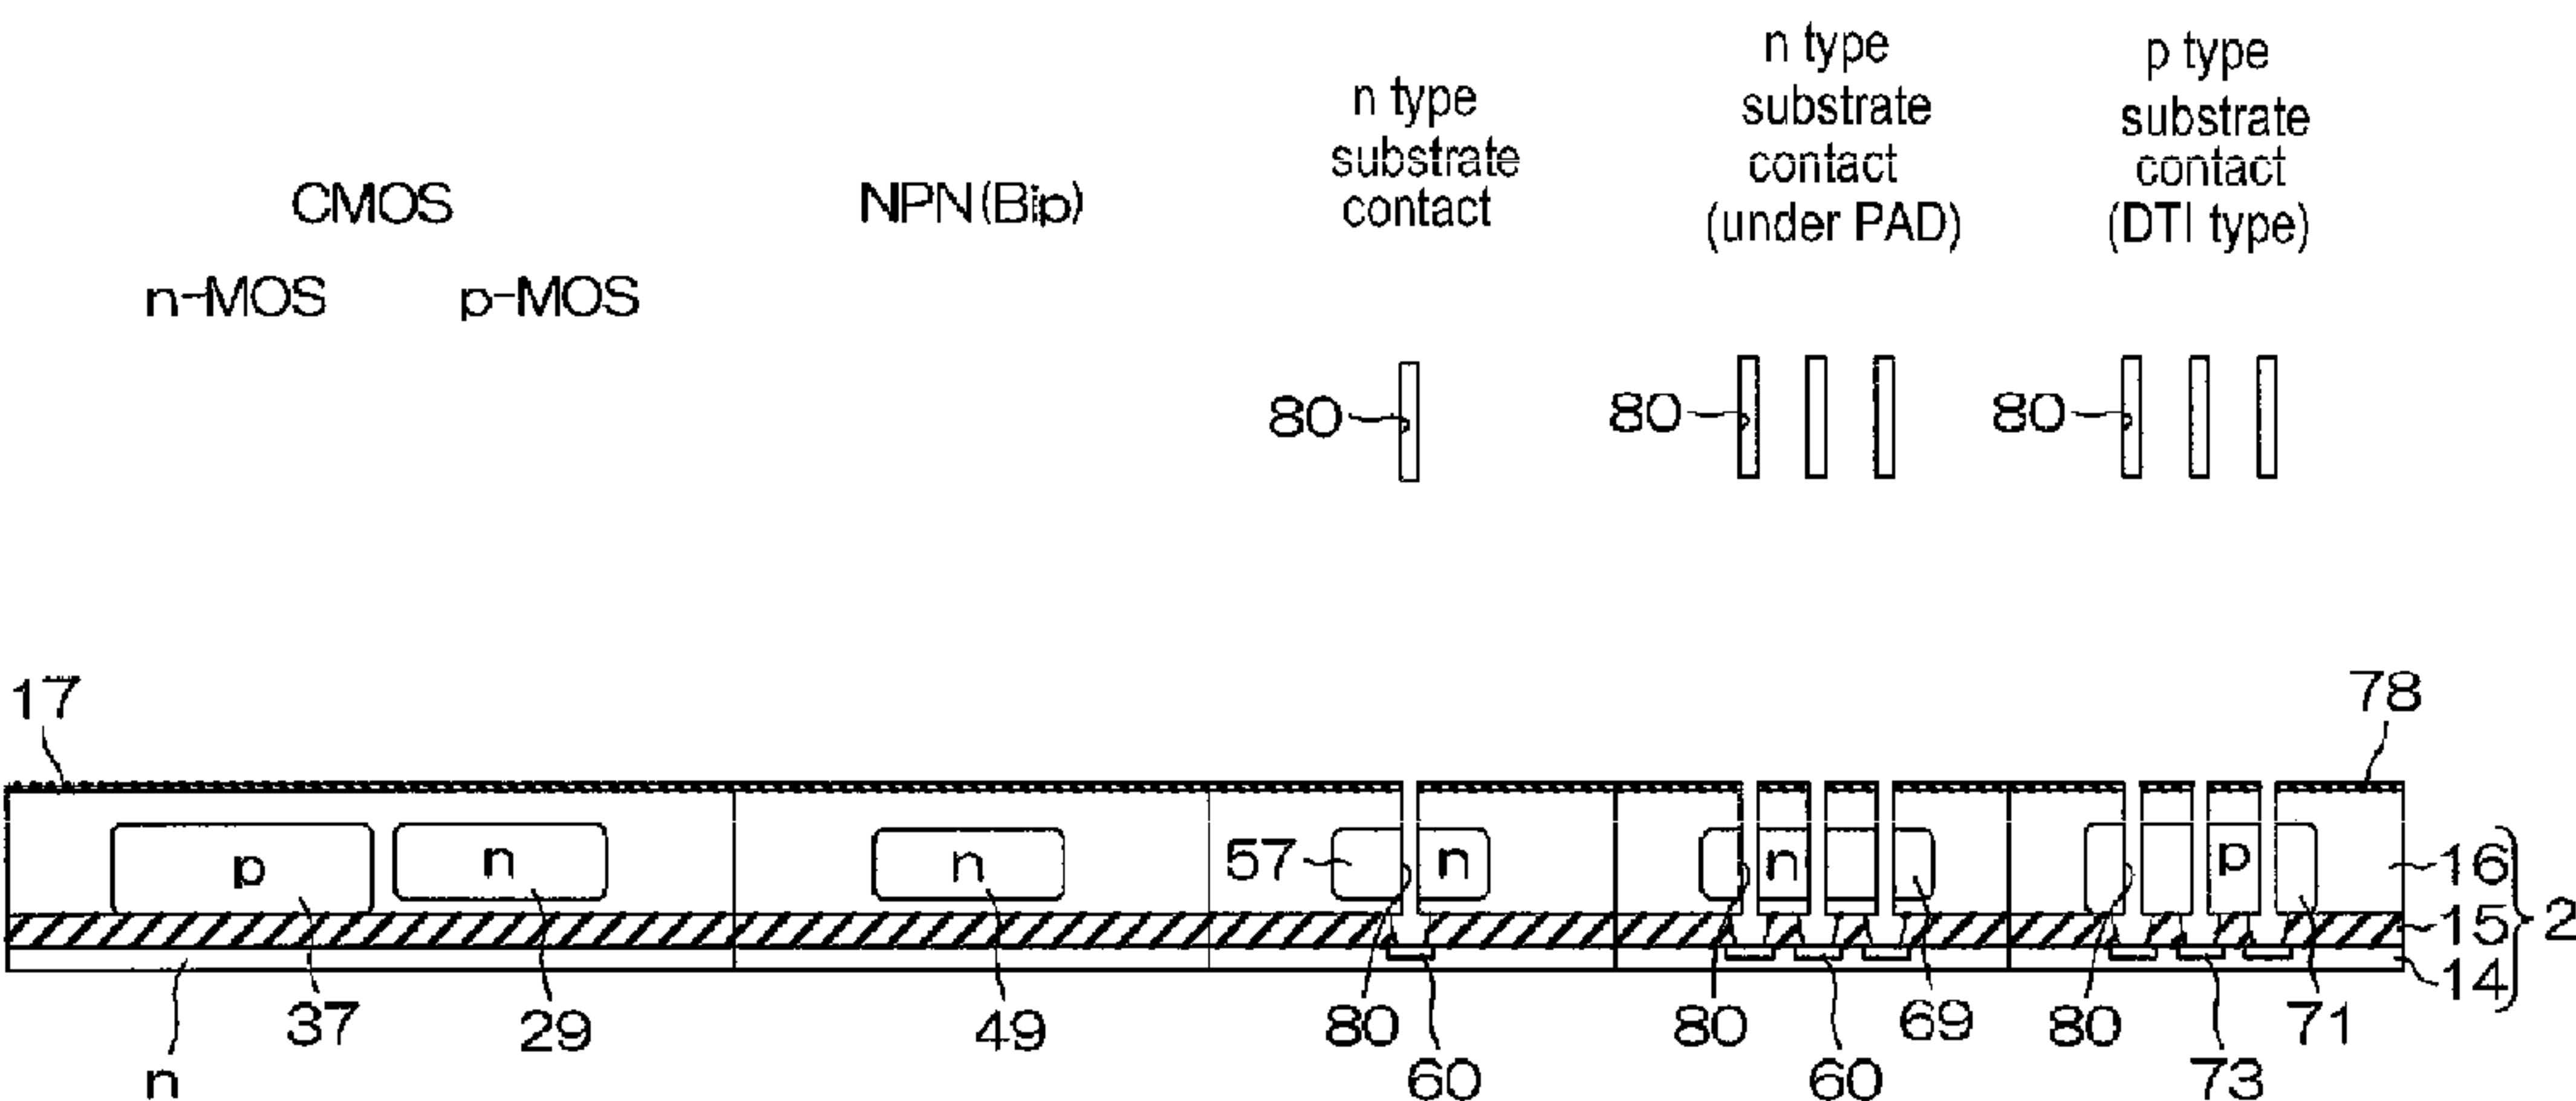 CMOS
n-MOS p-MOS
NPN(Bip)
n type
substrate
contact
n type
substrate
contact
(under PAD)
p type
substrate
contact
(DTI type)
80 80 80
17 78
p n n 57 n n p 16
15 2
14
37 29 49 80 80 69 80 71
n 60 60 73